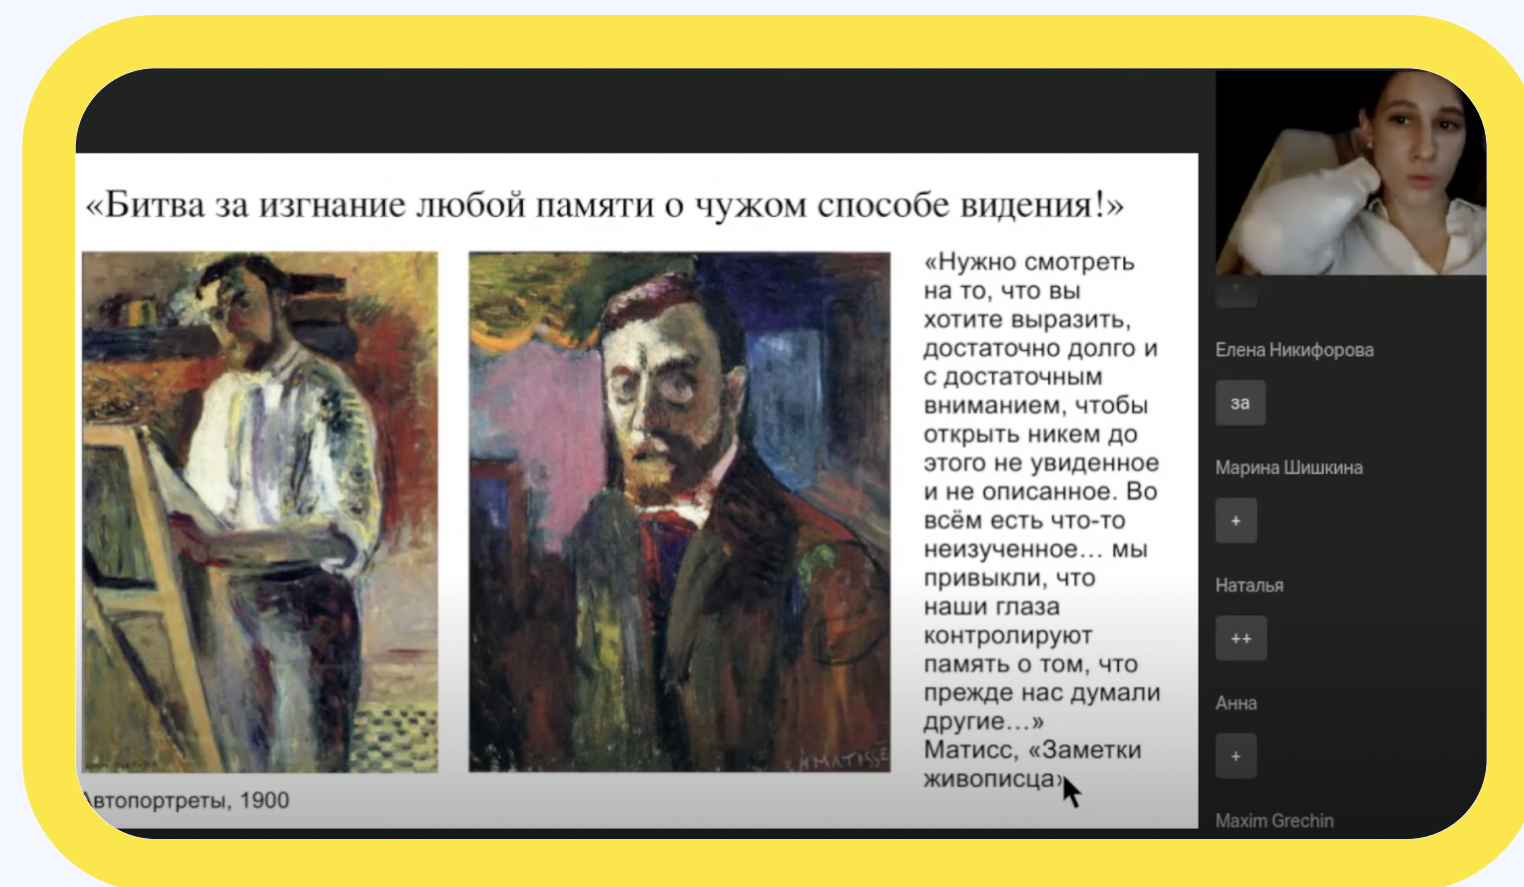 «Битва за изгнание любой памяти о чужом способе видения!»
«Нужно смотреть
на то, что вы
хотите выразить,
достаточно долго и
с достаточным
вниманием, чтобы
открыть никем до
этого не увиденное
и не описанное. Во
всём есть что-то
неизученное... мы
привыкли, что
наши глаза
контролируют
память о том, что
прежде нас думали
другие...»
Матисс, «Заметки
живописца»
H MATISSE
Автопортреты, 1900
Елена Никифорова
за
Марина Шишкина
+
Наталья
++
Анна
+
Maxim Grechin